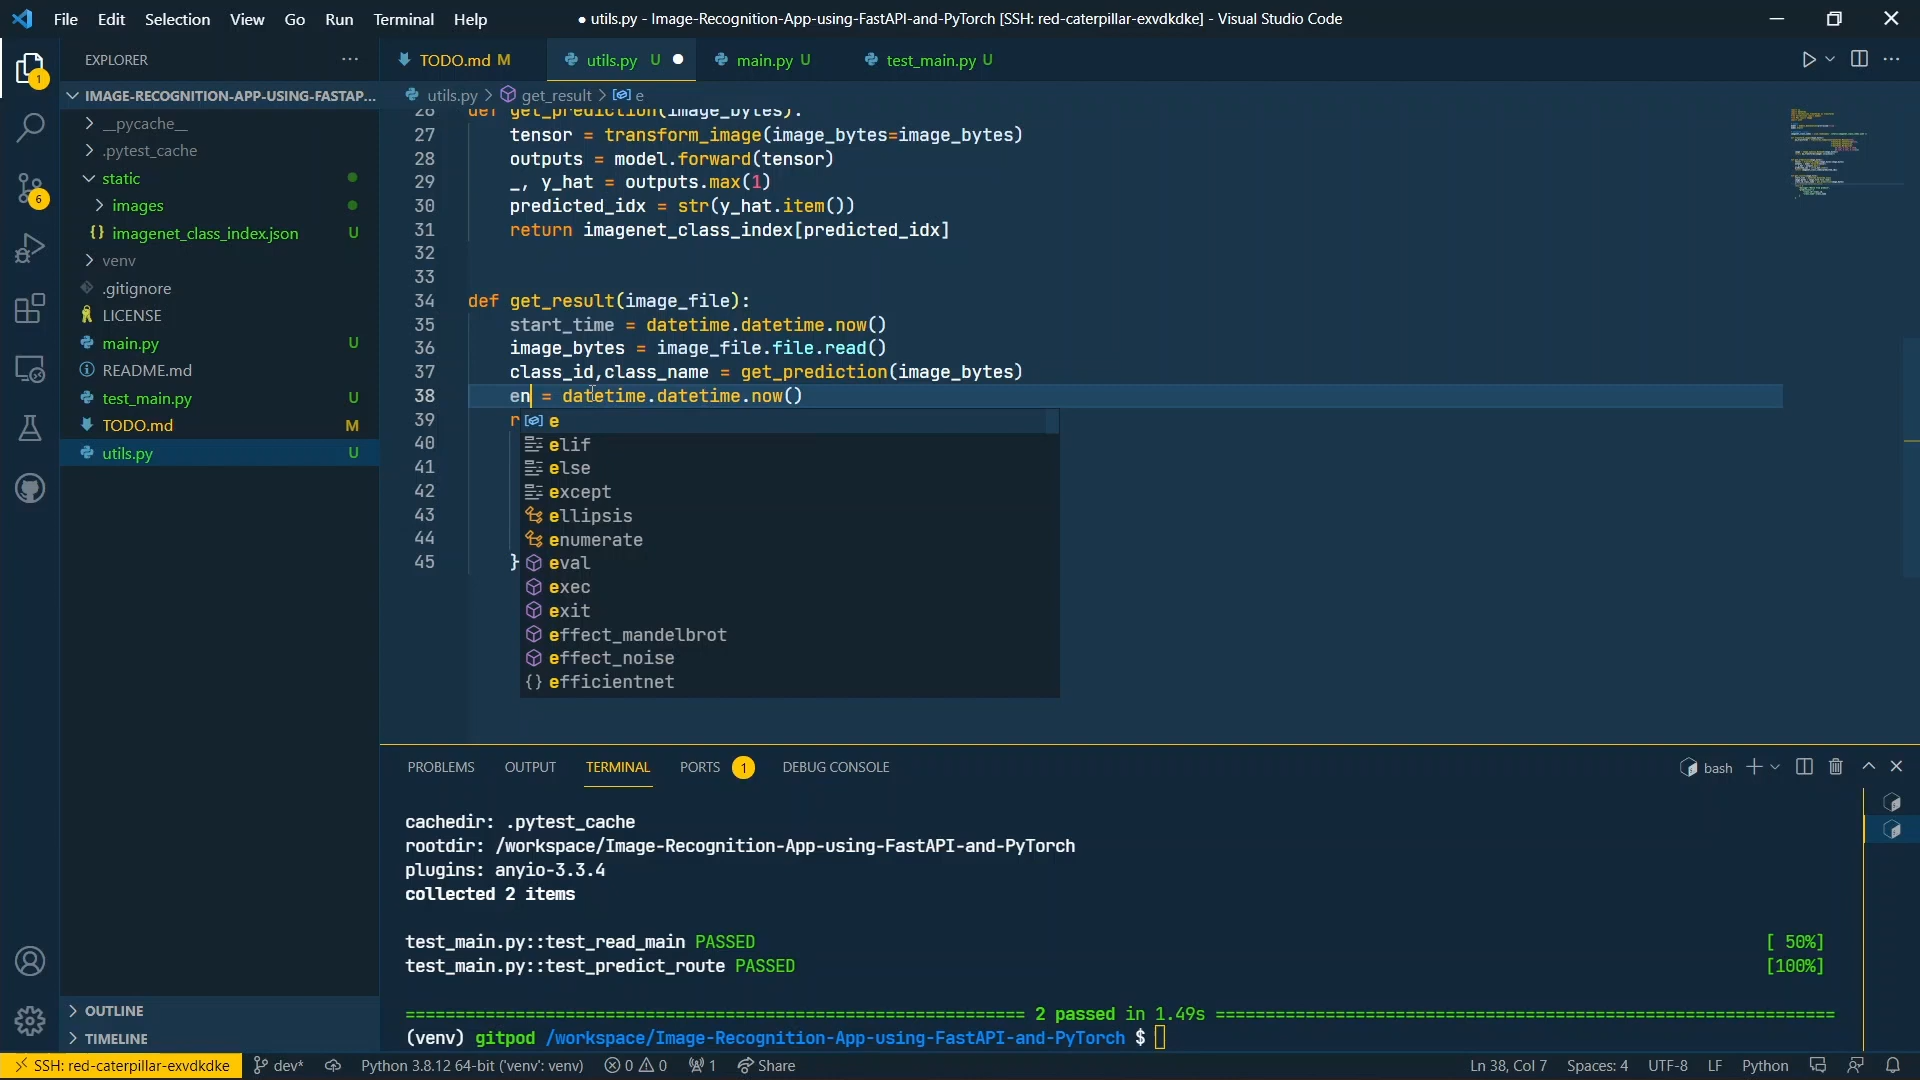 File Edit Selection View Go Run Terminal Help
● utils.py - Image-Recognition-App-using-FastAPI-and-PyTorch [SSH: red-caterpillar-exvdkdke] - Visual Studio Code
EXPLORER ···
TODO.md M
utils.py U ●
main.py U
test_main.py U
1
IMAGE-RECOGNITION-APP-USING-FASTAP...
__pycache__
.pytest_cache
static
images
{} imagenet_class_index.json U
venv
.gitignore
LICENSE
main.py U
README.md
test_main.py U
TODO.md M
utils.py U
6
utils.py > get_result > e
26 def get_prediction(image_bytes):
27 tensor = transform_image(image_bytes=image_bytes)
28 outputs = model.forward(tensor)
29 _, y_hat = outputs.max(1)
30 predicted_idx = str(y_hat.item())
31 return imagenet_class_index[predicted_idx]
32
33
34 def get_result(image_file):
35 start_time = datetime.datetime.now()
36 image_bytes = image_file.file.read()
37 class_id,class_name = get_prediction(image_bytes)
38 en = datetime.datetime.now()
39 r
40
41
42
43
44
45 }
e
elif
else
except
ellipsis
enumerate
eval
exec
exit
effect_mandelbrot
effect_noise
{} efficientnet
PROBLEMS OUTPUT TERMINAL PORTS 1 DEBUG CONSOLE
bash
cachedir: .pytest_cache
rootdir: /workspace/Image-Recognition-App-using-FastAPI-and-PyTorch
plugins: anyio-3.3.4
collected 2 items
test_main.py::test_read_main PASSED [ 50%]
test_main.py::test_predict_route PASSED [100%]
=========================================================== 2 passed in 1.49s ===========================================================
(venv) gitpod /workspace/Image-Recognition-App-using-FastAPI-and-PyTorch $
OUTLINE
TIMELINE
SSH: red-caterpillar-exvdkdke dev* Python 3.8.12 64-bit ('venv': venv) 0 0 1 Share Ln 38, Col 7 Spaces: 4 UTF-8 LF Python